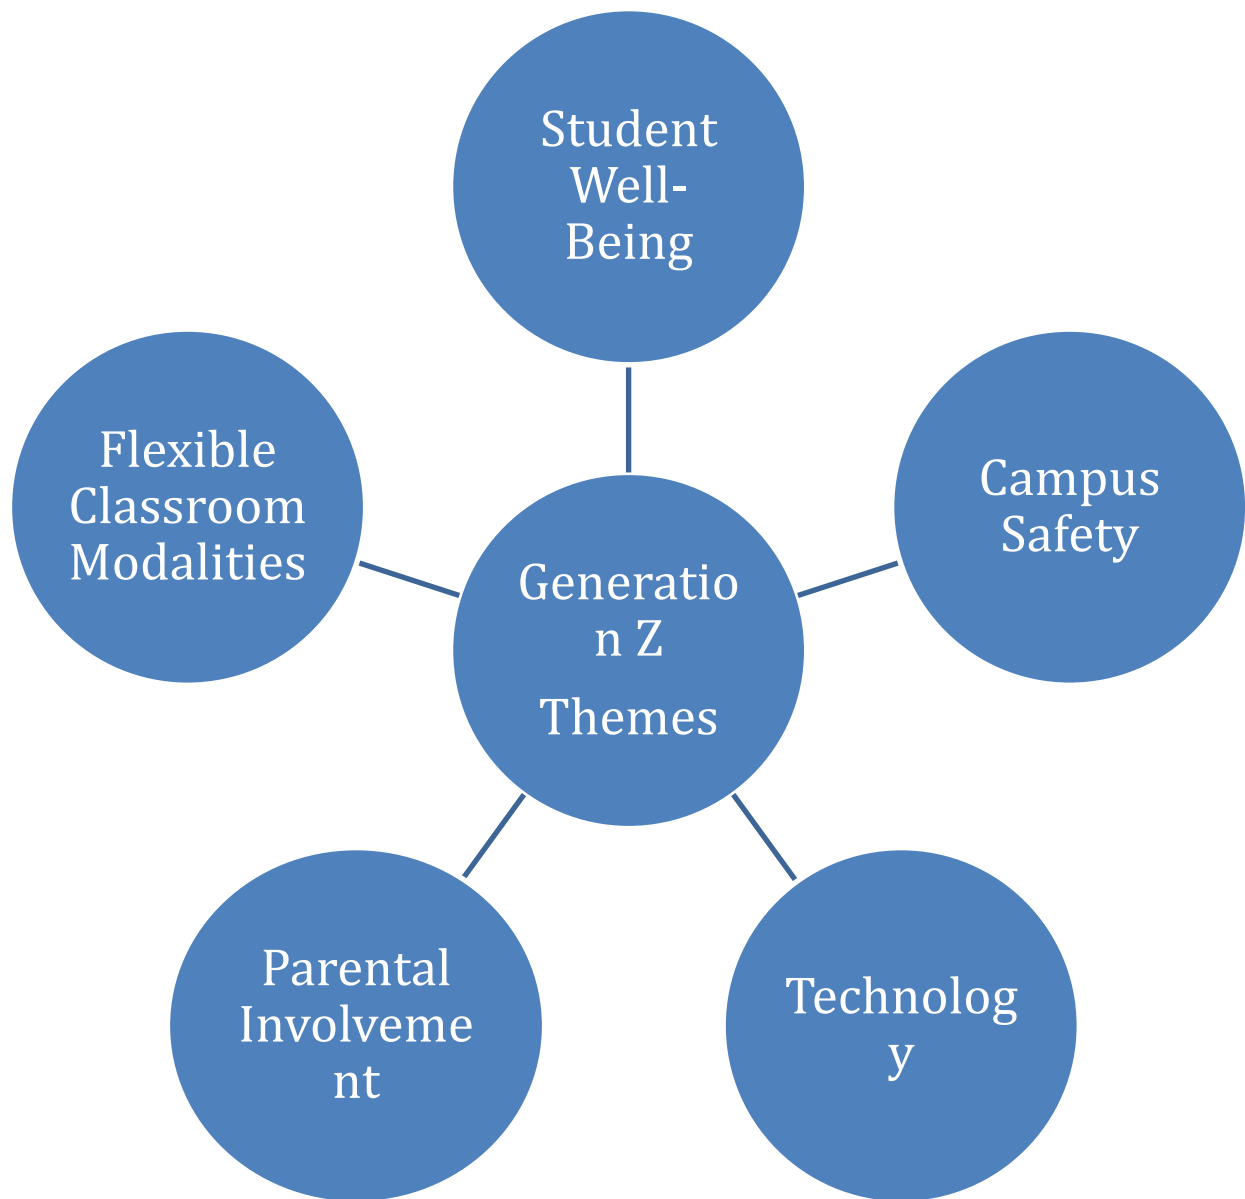 Student
Well-
Being
Flexible
Classroom
Modalities
Campus
Safety
Generatio
n Z
Themes
Parental
Involveme
nt
Technolog
y